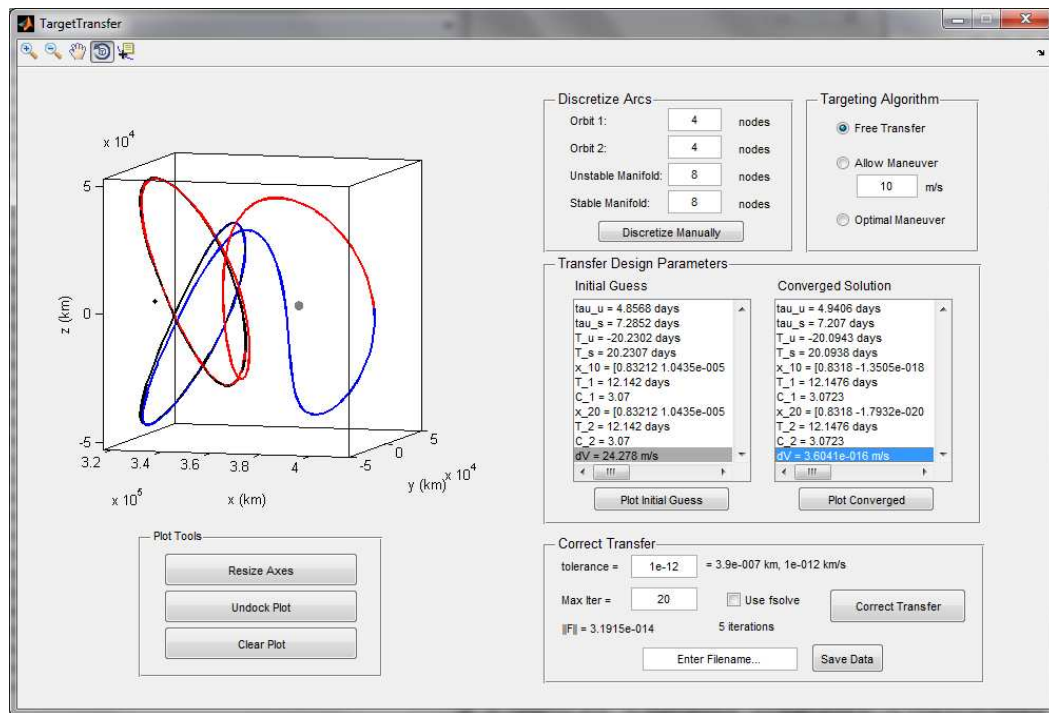 TargetTransfer
x 10^4
5
0
-5
z (km)
3.2 3.4 3.6 3.8 4
x 10^5
x (km)
-5 0 5
y (km)
x 10^4
Plot Tools
Resize Axes
Undock Plot
Clear Plot
Discretize Arcs
Orbit 1: 4 nodes
Orbit 2: 4 nodes
Unstable Manifold: 8 nodes
Stable Manifold: 8 nodes
Discretize Manually
Targeting Algorithm
Free Transfer
Allow Maneuver
10 m/s
Optimal Maneuver
Transfer Design Parameters
Initial Guess
tau_u = 4.8568 days
tau_s = 7.2852 days
T_u = -20.2302 days
T_s = 20.2307 days
x_10 = [0.83212 1.0435e-005
T_1 = 12.142 days
C_1 = 3.07
x_20 = [0.83212 1.0435e-005
T_2 = 12.142 days
C_2 = 3.07
dV = 24.278 m/s
Plot Initial Guess
Converged Solution
tau_u = 4.9406 days
tau_s = 7.207 days
T_u = -20.0943 days
T_s = 20.0938 days
x_10 = [0.8318 -1.3505e-018
T_1 = 12.1476 days
C_1 = 3.0723
x_20 = [0.8318 -1.7932e-020
T_2 = 12.1476 days
C_2 = 3.0723
dV = 3.6041e-016 m/s
Plot Converged
Correct Transfer
tolerance = 1e-12 = 3.9e-007 km, 1e-012 km/s
Max Iter = 20 Use fsolve
Correct Transfer
||F|| = 3.1915e-014 5 iterations
Enter Filename... Save Data